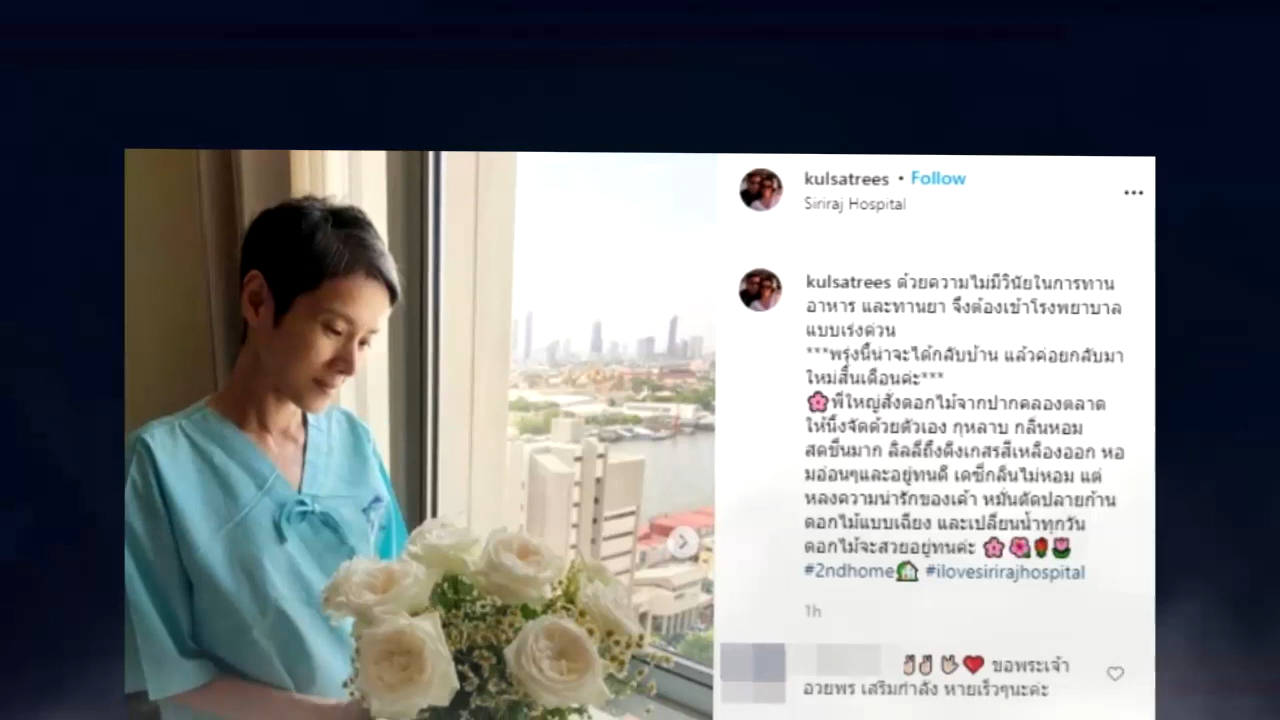 kulsatrees • Follow
Siriraj Hospital
kulsatrees ด้วยความไม่มีวินัยในการทาน
อาหาร และทานยา จึงต้องเข้าโรงพยาบาล
แบบเร่งด่วน
***พรุ่งนี้น่าจะได้กลับบ้าน แล้วค่อยกลับมา
ใหม่สิ้นเดือนค่ะ***
🌸พี่ใหญ่สั่งดอกไม้จากปากคลองตลาด
ให้นิ้งจัดด้วยตัวเอง กุหลาบ กลิ่นหอม
สดชื่นมาก ลิลลี่ถึงดึงเกสรสีเหลืองออก หอ
มอ่อนๆและอยู่ทนดี เดซี่กลิ่นไม่หอม แต่
หลงความน่ารักของเค้า หมั่นตัดปลายก้าน
ดอกไม้แบบเฉียง และเปลี่ยนน้ำทุกวัน
ดอกไม้จะสวยอยู่ทนค่ะ 🌸🌺🌹🌷
#2ndhome🏡 #ilovesirirajhospital
1h
❤️ ขอพระเจ้า
อวยพร เสริมกำลัง หายเร็วๆนะค่ะ